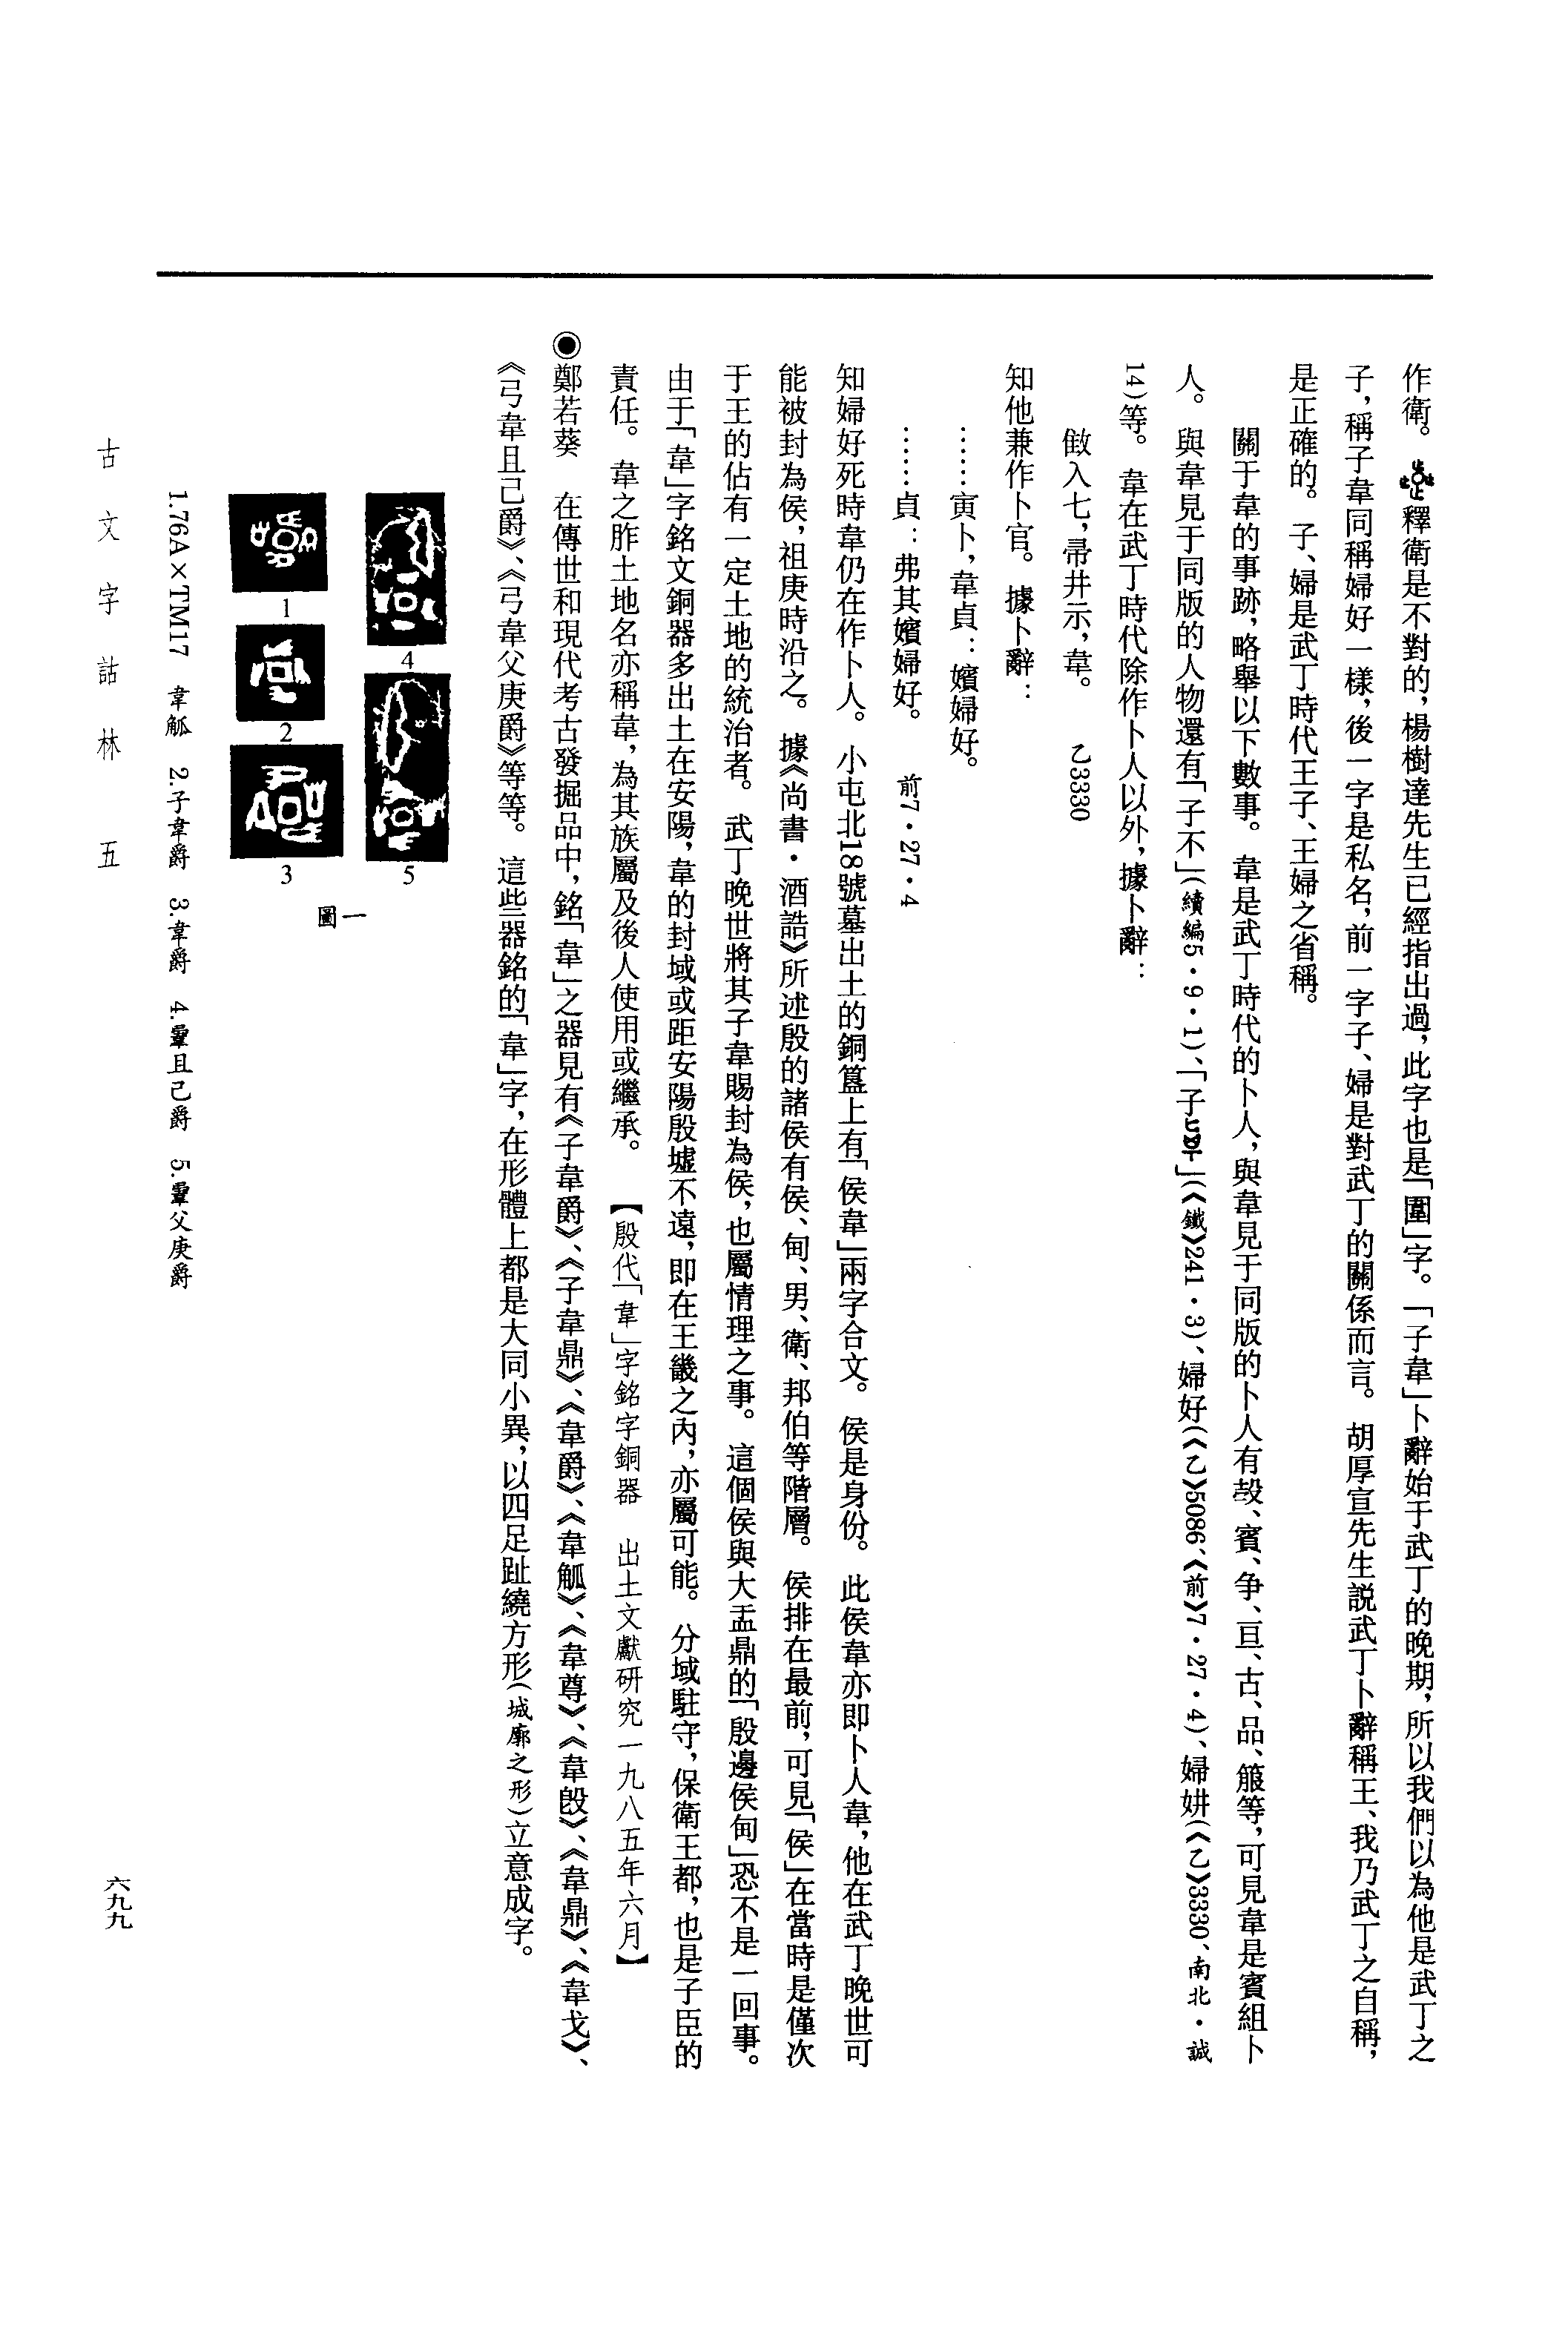 作衛。釋衛是不對的，楊樹達先生已經指出過，此字也是「圍」字。「子韋」卜辭始于武丁的晚期，所以我們以為他是武丁之
子，稱子韋同稱婦好一樣，後一字是私名，前一字子、婦是對武丁的關係而言。胡厚宣先生説武丁卜辭稱王、我乃武丁之自稱，
是正確的。子、婦是武丁時代王子、王婦之省稱。
關于韋的事跡，略舉以下數事。韋是武丁時代的卜人，與韋見于同版的卜人有㱿、賓、争、亘、古、品、箙等，可見韋是賓組卜
人。與韋見于同版的人物還有「子不」（續編5·9·1）、「子」（《鐵》241·3）、婦好（《乙》5086、《前》7·27·4）、婦妌（《乙》3330、南北·誠
14）等。韋在武丁時代除作卜人以外，據卜辭：
㪣入七，帚井示，韋。　乙3330
知他兼作卜官。據卜辭：
……寅卜，韋貞：嬪婦好。
……貞：弗其嬪婦好。　前7·27·4
知婦好死時韋仍在作卜人。小屯北18號墓出土的銅簋上有「侯韋」兩字合文。侯是身份。此侯韋亦即卜人韋，他在武丁晚世可
能被封為侯，祖庚時沿之。據《尚書·酒誥》所述殷的諸侯有侯、甸、男、衛、邦伯等階層。侯排在最前，可見「侯」在當時是僅次
于王的佔有一定土地的統治者。武丁晚世將其子韋賜封為侯，也屬情理之事。這個侯與大盂鼎的「殷邊侯甸」恐不是一回事。
由于「韋」字銘文銅器多出土在安陽，韋的封域或距安陽殷墟不遠，即在王畿之内，亦屬可能。分域駐守，保衛王都，也是子臣的
責任。韋之胙土地名亦稱韋，為其族屬及後人使用或繼承。　【殷代「韋」字銘字銅器　出土文獻研究一九八五年六月】
◉鄭若葵　在傳世和現代考古發掘品中，銘「韋」之器見有《子韋爵》、《子韋鼎》、《韋爵》、《韋觚》、《韋尊》、《韋𣪘》、《韋鼎》、《韋戈》、
《弓韋且己爵》、《弓韋父庚爵》等等。這些器銘的「韋」字，在形體上都是大同小異，以四足趾繞方形（城廓之形）立意成字。
4
5
1
2
3
圖一
1.76A×TM17　韋觚　2.子韋爵　3.韋爵　4.且己爵　5.父庚爵
古文字詁林　五
六九九